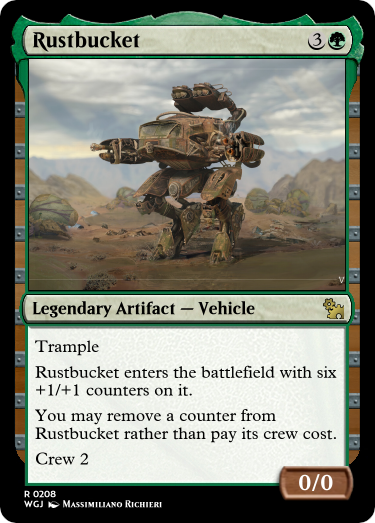 Rustbucket 3
Legendary Artifact — Vehicle
Trample
Rustbucket enters the battlefield with six
+1/+1 counters on it.
You may remove a counter from
Rustbucket rather than pay its crew cost.
Crew 2
0/0
R 0208
WGJ Massimiliano Richieri
V